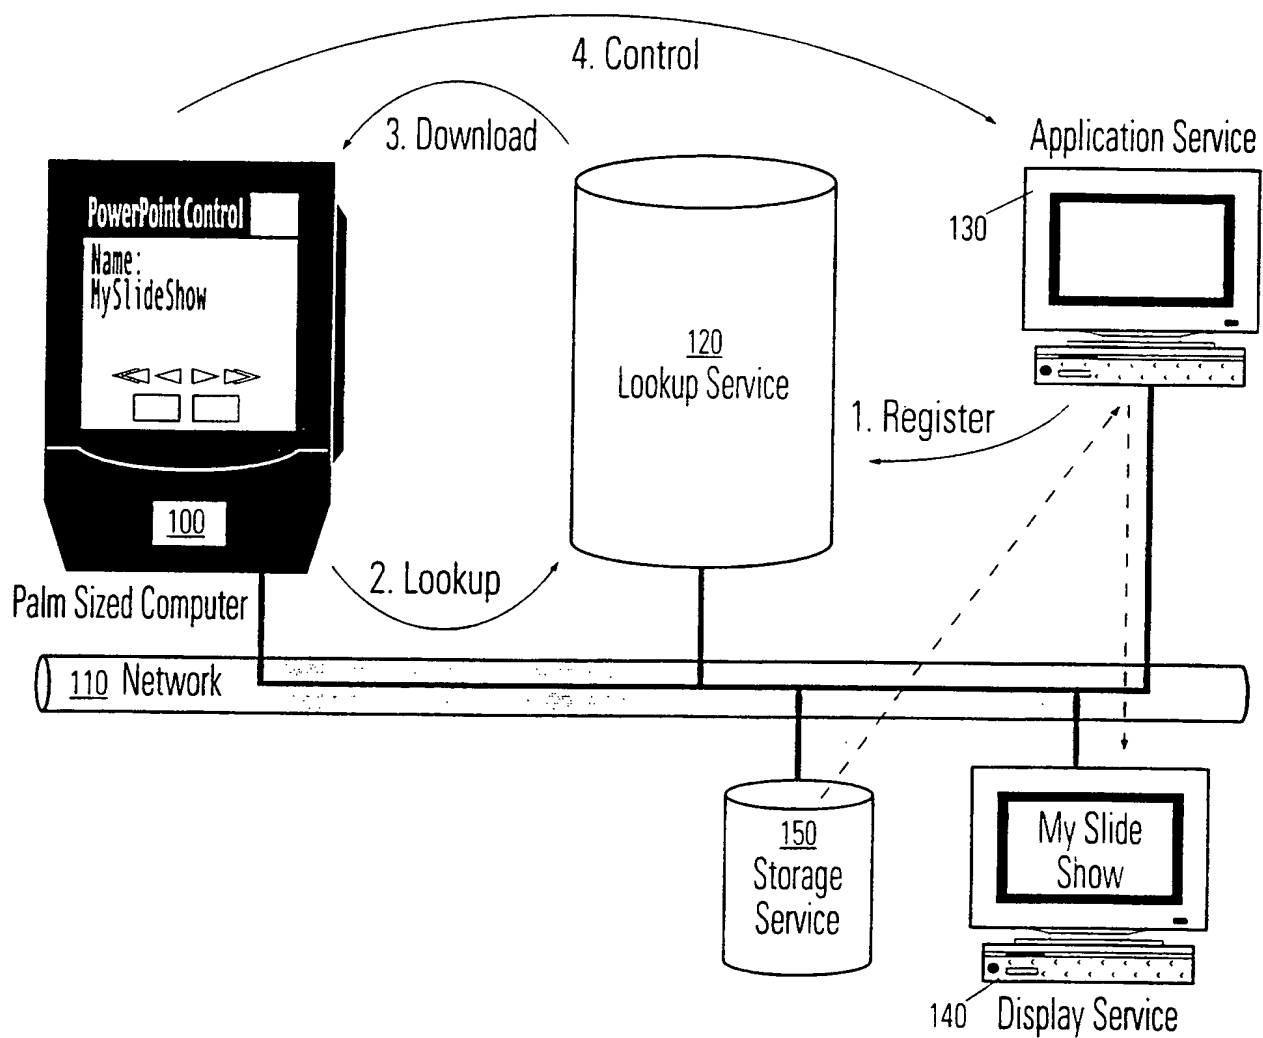 4. Control
3. Download
Application Service
PowerPoint Control
130
Name:
MySlideShow
120
Lookup Service
1. Register
100
2. Lookup
Palm Sized Computer
110 Network
150
Storage
Service
My Slide
Show
140
Display Service